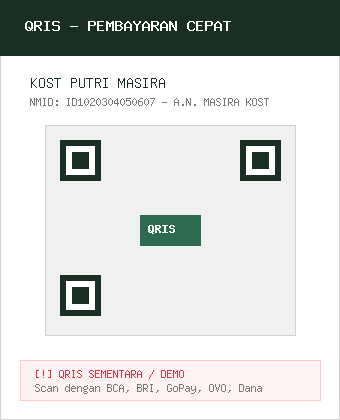 QRIS - PEMBAYARAN CEPAT
KOST PUTRI MASIRA
NMID: ID1020304050607 - A.N. MASIRA KOST
QRIS
[!] QRIS SEMENTARA / DEMO
Scan dengan BCA, BRI, GoPay, OVO, Dana